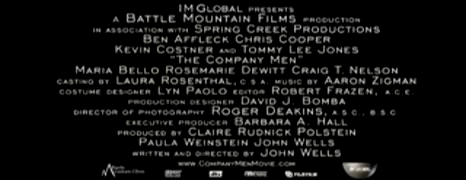 IM GLOBAL PRESENTS
A BATTLE MOUNTAIN FILMS PRODUCTION
IN ASSOCIATION WITH SPRING CREEK PRODUCTIONS
BEN AFFLECK CHRIS COOPER
KEVIN COSTNER AND TOMMY LEE JONES
"THE COMPANY MEN"
MARIA BELLO ROSEMARIE DEWITT CRAIG T. NELSON
CASTING BY LAURA ROSENTHAL, C.S.A. MUSIC BY AARON ZIGMAN
COSTUME DESIGNER LYN PAOLO EDITOR ROBERT FRAZEN, A.C.E.
PRODUCTION DESIGNER DAVID J. BOMBA
DIRECTOR OF PHOTOGRAPHY ROGER DEAKINS, ASC, BSC
EXECUTIVE PRODUCER BARBARA A. HALL
PRODUCED BY CLAIRE RUDNICK POLSTEIN
PAULA WEINSTEIN JOHN WELLS
WRITTEN AND DIRECTED BY JOHN WELLS
WWW.COMPANYMENMOVIE.COM